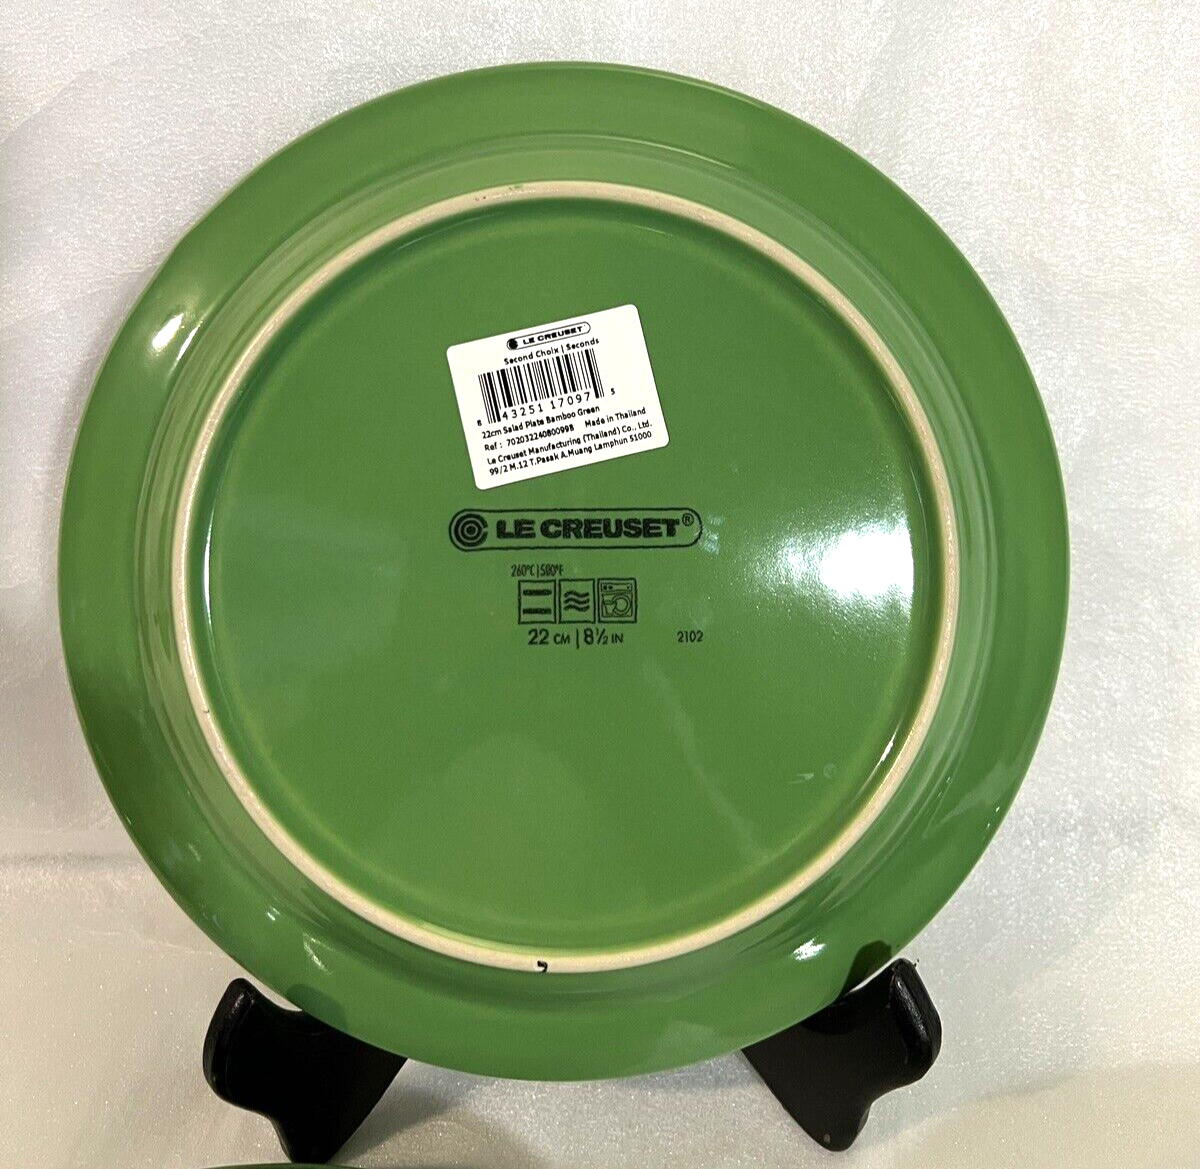 LE CREUSET
Second Choix | Seconds
8 43251 17097 5
22cm Salad Plate Bamboo Green
Ref : 70203224080099B Made in Thailand
Le Creuset Manufacturing (Thailand) Co., Ltd.
99/2 M.12 T.Pasak A.Muang Lamphun 51000
LE CREUSET®
260°C | 500°F
22 CM | 8½ IN 2102